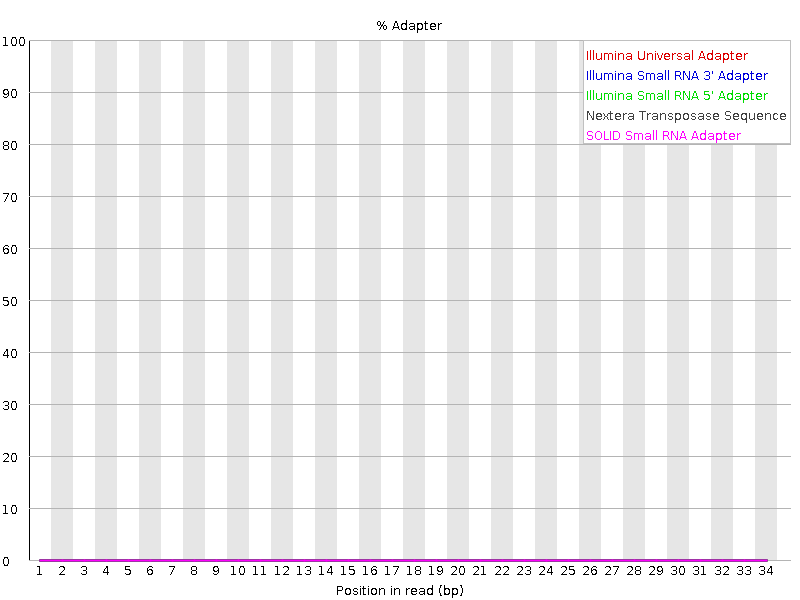 % Adapter
100
90
80
70
60
50
40
30
20
10
0
Illumina Universal Adapter
Illumina Small RNA 3' Adapter
Illumina Small RNA 5' Adapter
Nextera Transposase Sequence
SOLID Small RNA Adapter
1 2 3 4 5 6 7 8 9 10 11 12 13 14 15 16 17 18 19 20 21 22 23 24 25 26 27 28 29 30 31 32 33 34
Position in read (bp)